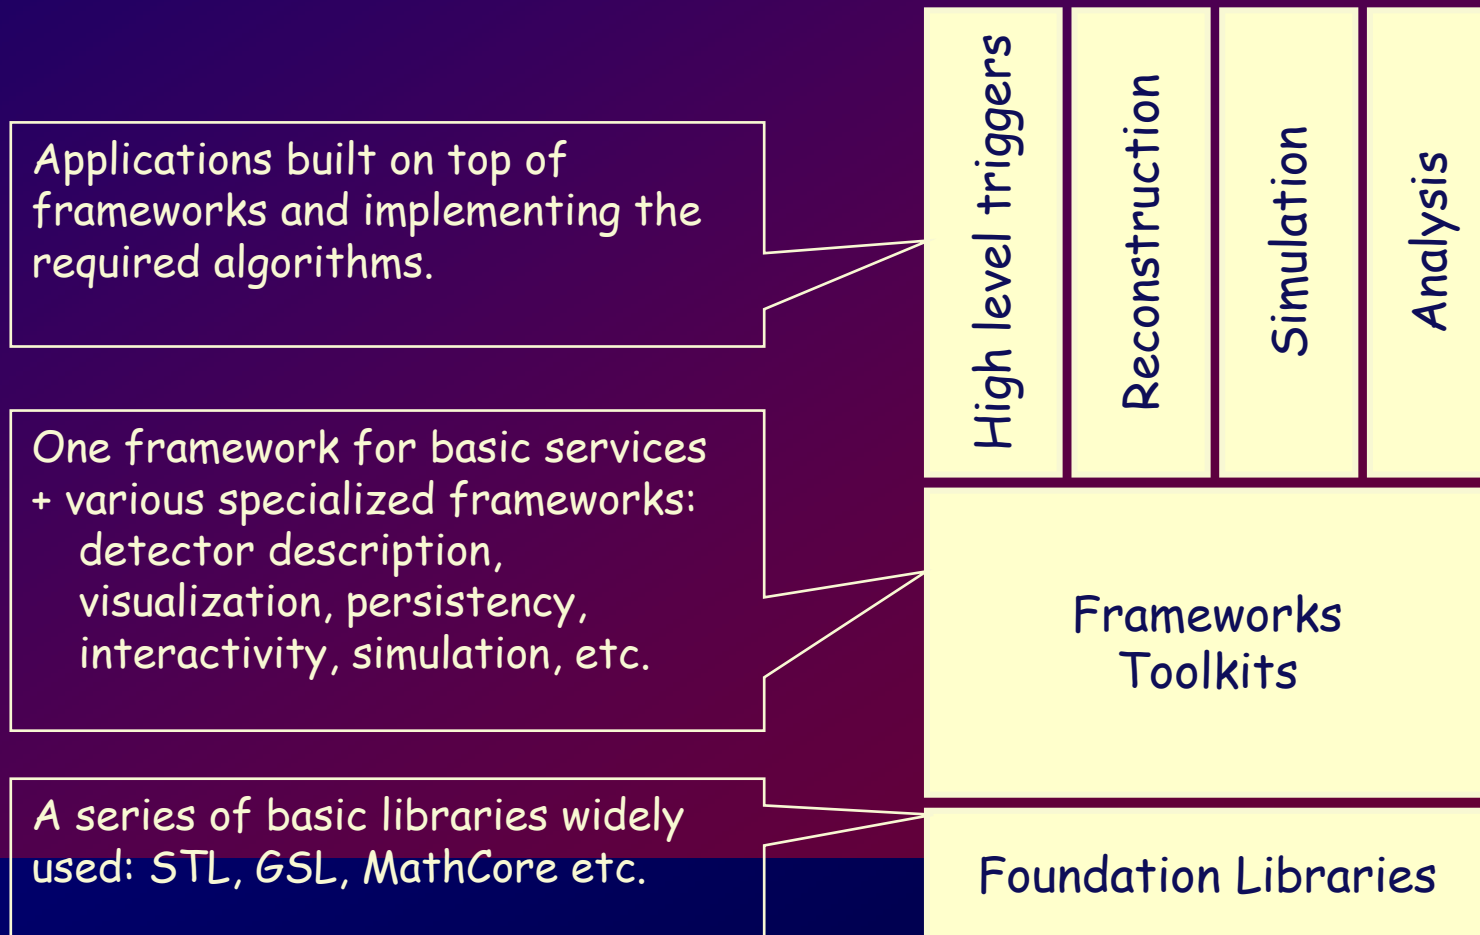 Applications built on top of
frameworks and implementing the
required algorithms.
High level triggers
Reconstruction
Simulation
Analysis
One framework for basic services
+ various specialized frameworks:
detector description,
visualization, persistency,
interactivity, simulation, etc.
Frameworks
Toolkits
A series of basic libraries widely
used: STL, GSL, MathCore etc.
Foundation Libraries